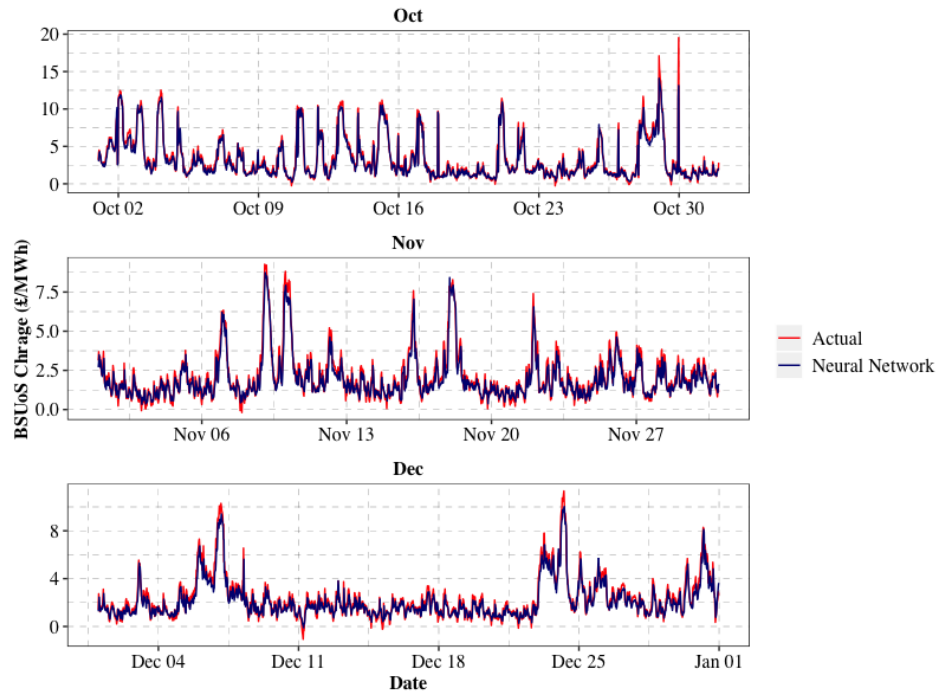 Oct
20
15
10
5
0
Oct 02 Oct 09 Oct 16 Oct 23 Oct 30
Nov
7.5
5.0
2.5
0.0
Nov 06 Nov 13 Nov 20 Nov 27
Dec
8
4
0
Dec 04 Dec 11 Dec 18 Dec 25 Jan 01
Date
BSUoS Chrage (£/MWh)
Actual
Neural Network